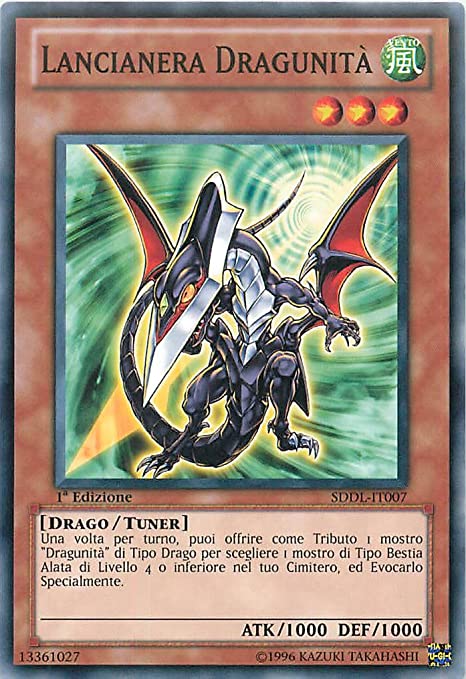 Lancianera Dragunità
VENTO
風
1ª Edizione
SDDL-IT007
[Drago/Tuner]
Una volta per turno, puoi offrire come Tributo 1 mostro
"Dragunità" di Tipo Drago per scegliere 1 mostro di Tipo Bestia
Alata di Livello 4 o inferiore nel tuo Cimitero, ed Evocarlo
Specialmente.
ATK/1000 DEF/1000
13361027
©1996 KAZUKI TAKAHASHI